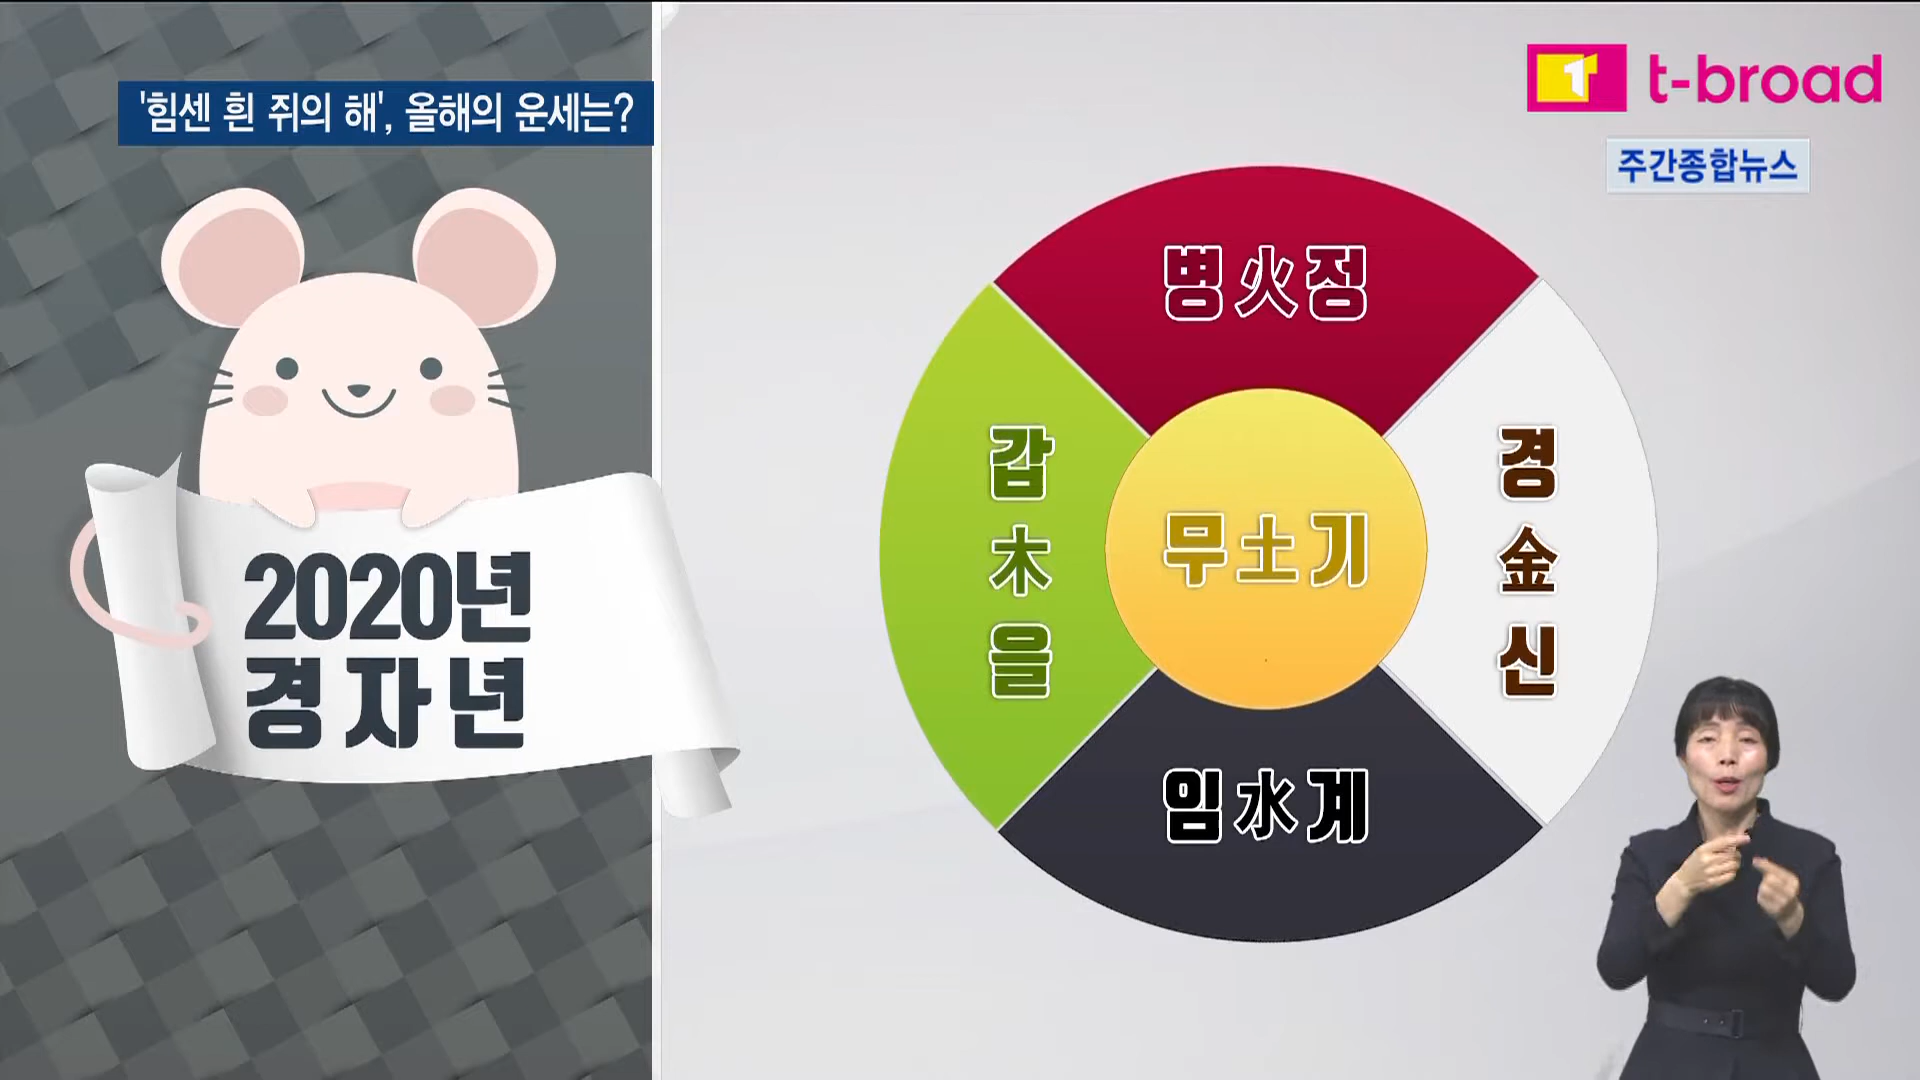 '힘센 흰 쥐의 해', 올해의 운세는?
t-broad
주간종합뉴스
2020년
경자년
병火정
갑
木
을
무土기
경
金
신
임水계